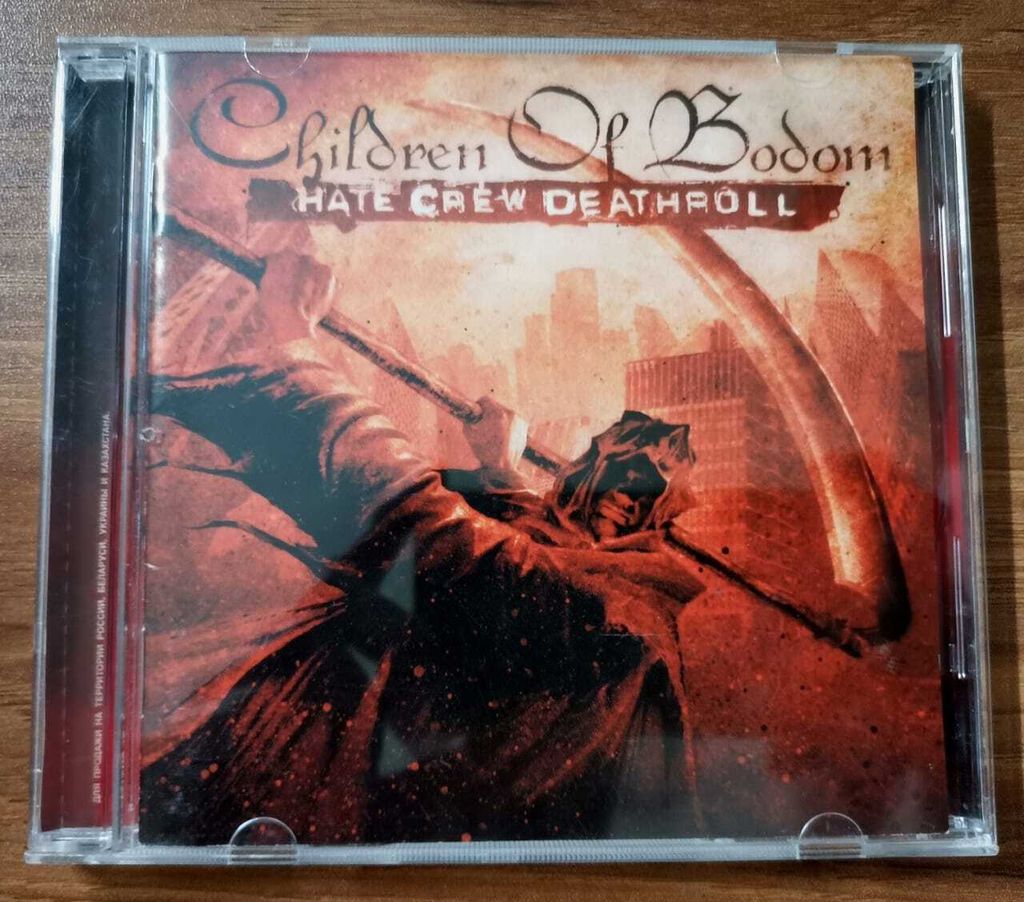 Children Of Bodom
HATE CREW DEATHROLL
ДЛЯ ПРОДАЖИ НА ТЕРРИТОРИИ РОССИИ, БЕЛАРУСИ, УКРАИНЫ И КАЗАХСТАНА